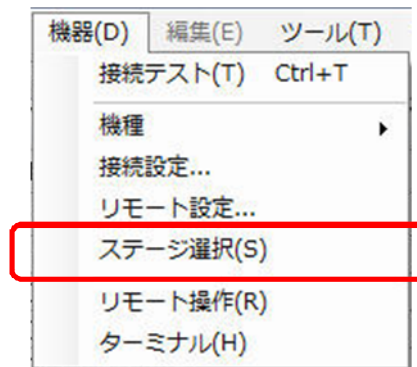 機器(D) 編集(E) ツール(T)
接続テスト(T) Ctrl+T
機種
接続設定...
リモート設定...
ステージ選択(S)
リモート操作(R)
ターミナル(H)